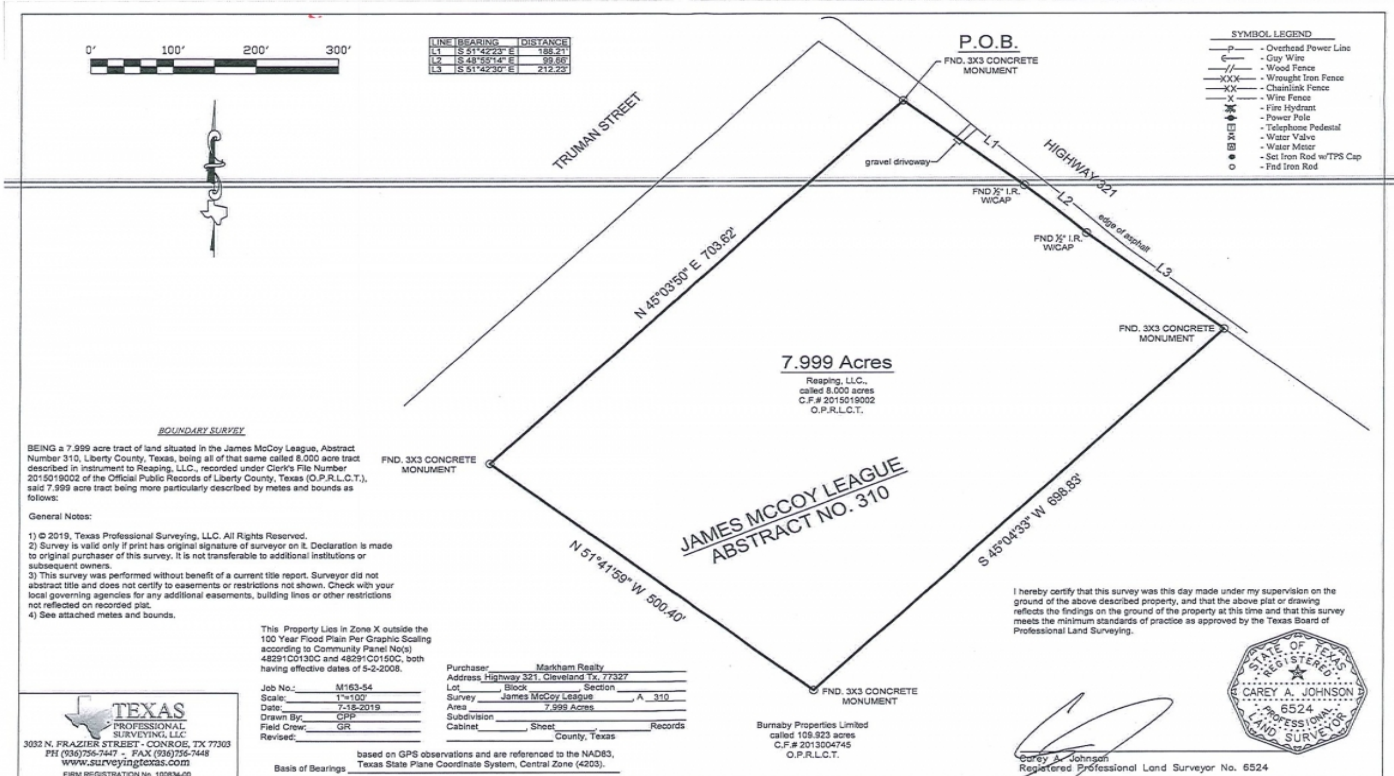 0' 100' 200' 300'
LINE BEARING DISTANCE
L1 S 51°42'23" E 188.21'
L2 S 48°55'14" E 99.66'
L3 S 51°42'30" E 212.23'
P.O.B.
FND. 3X3 CONCRETE
MONUMENT
SYMBOL LEGEND
P - Overhead Power Line
- Guy Wire
// - Wood Fence
XXX - Wrought Iron Fence
XX - Chainlink Fence
X - Wire Fence
- Fire Hydrant
- Power Pole
- Telephone Pedestal
- Water Valve
- Water Meter
- Set Iron Rod w/TPS Cap
- Fnd Iron Rod
TRUMAN STREET
gravel driveway
L1
HIGHWAY 321
FND ½" I.R.
W/CAP
L2
edge of asphalt
FND ½" I.R.
W/CAP
L3
N 45°03'50" E 703.62'
FND. 3X3 CONCRETE
MONUMENT
7.999 Acres
Reaping, LLC.,
called 8.000 acres
C.F.# 2015019002
O.P.R.L.C.T.
FND. 3X3 CONCRETE
MONUMENT
JAMES MCCOY LEAGUE
ABSTRACT NO. 310
S 45°04'33" W 698.83'
N 51°41'59" W 500.40'
FND. 3X3 CONCRETE
MONUMENT
Burnaby Properties Limited
called 109.923 acres
C.F.# 2013004745
O.P.R.L.C.T.
BOUNDARY SURVEY
BEING a 7.999 acre tract of land situated in the James McCoy League, Abstract
Number 310, Liberty County, Texas, being all of that same called 8.000 acre tract
described in instrument to Reaping, LLC., recorded under Clerk's File Number
2015019002 of the Official Public Records of Liberty County, Texas (O.P.R.L.C.T.),
said 7.999 acre tract being more particularly described by metes and bounds as
follows:
General Notes:
1) © 2019, Texas Professional Surveying, LLC. All Rights Reserved.
2) Survey is valid only if print has original signature of surveyor on it. Declaration is made
to original purchaser of this survey. It is not transferable to additional institutions or
subsequent owners.
3) This survey was performed without benefit of a current title report. Surveyor did not
abstract title and does not certify to easements or restrictions not shown. Check with your
local governing agencies for any additional easements, building lines or other restrictions
not reflected on recorded plat.
4) See attached metes and bounds.
This Property Lies in Zone X outside the
100 Year Flood Plain Per Graphic Scaling
according to Community Panel No(s)
48291C0130C and 48291C0150C, both
having effective dates of 5-2-2008.
Job No.: M163-54
Scale: 1"=100'
Date: 7-18-2019
Drawn By: CPP
Field Crew: GR
Revised:
Purchaser Markham Realty
Address Highway 321, Cleveland Tx, 77327
Lot , Block , Section
Survey James McCoy League , A 310
Area 7.999 Acres
Subdivision
Cabinet , Sheet , Records
County, Texas
based on GPS observations and are referenced to the NAD83,
Basis of Bearings Texas State Plane Coordinate System, Central Zone (4203).
TEXAS
PROFESSIONAL
SURVEYING, LLC
3032 N. FRAZIER STREET - CONROE, TX 77303
PH (936)756-7447 - FAX (936)756-7448
www.surveyingtexas.com
FIRM REGISTRATION No. 100834-00
I hereby certify that this survey was this day made under my supervision on the
ground of the above described property, and that the above plat or drawing
reflects the findings on the ground of the property at this time and that this survey
meets the minimum standards of practice as approved by the Texas Board of
Professional Land Surveying.
STATE OF TEXAS
REGISTERED
CAREY A. JOHNSON
6524
PROFESSIONAL
LAND SURVEYOR
Carey A. Johnson
Registered Professional Land Surveyor No. 6524